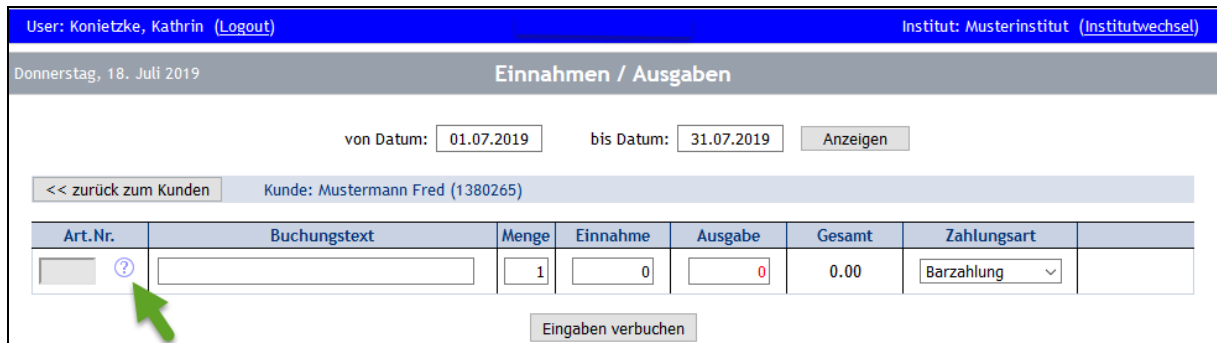 User: Konietzke, Kathrin (Logout) Institut: Musterinstitut (Institutwechsel)
Donnerstag, 18. Juli 2019 Einnahmen / Ausgaben
von Datum: 01.07.2019 bis Datum: 31.07.2019 Anzeigen
<< zurück zum Kunden Kunde: Mustermann Fred (1380265)
Art.Nr. Buchungstext Menge Einnahme Ausgabe Gesamt Zahlungsart
? 1 0 0 0.00 Barzahlung
Eingaben verbuchen